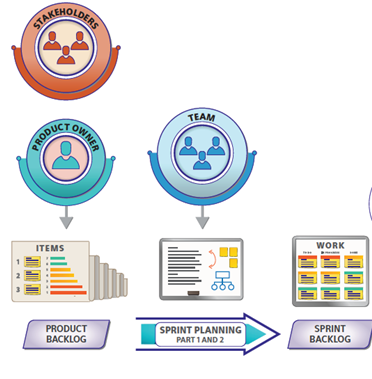 STAKEHOLDERS
PRODUCT OWNER
TEAM
ITEMS
1
2
3
WORK
PRODUCT
BACKLOG
SPRINT PLANNING
PART 1 AND 2
SPRINT
BACKLOG